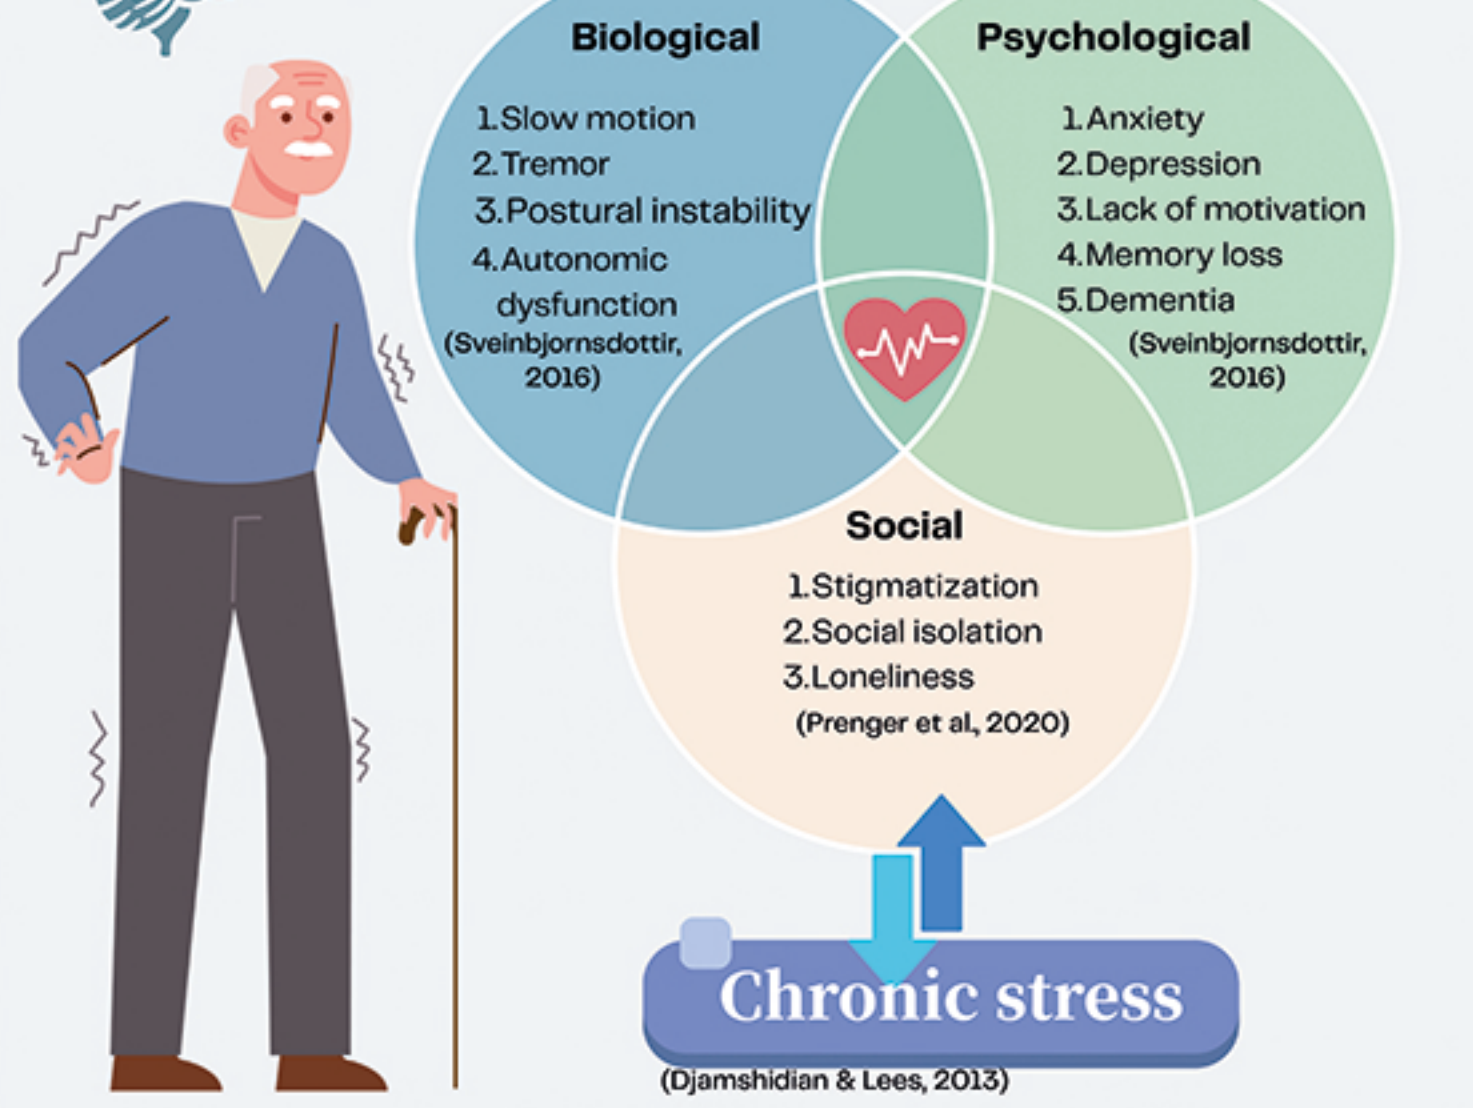 Biological
1.Slow motion
2.Tremor
3.Postural instability
4.Autonomic
dysfunction
(Sveinbjornsdottir,
2016)
Psychological
1.Anxiety
2.Depression
3.Lack of motivation
4.Memory loss
5.Dementia
(Sveinbjornsdottir,
2016)
Social
1.Stigmatization
2.Social isolation
3.Loneliness
(Prenger et al., 2020)
Chronic stress
(Djamshidian & Lees, 2013)